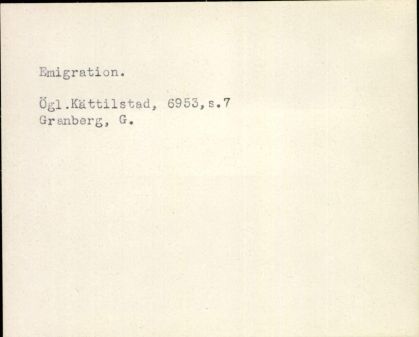 Emigration.
Ögl.Kättilstad, 6953,s.7
Granberg, G.